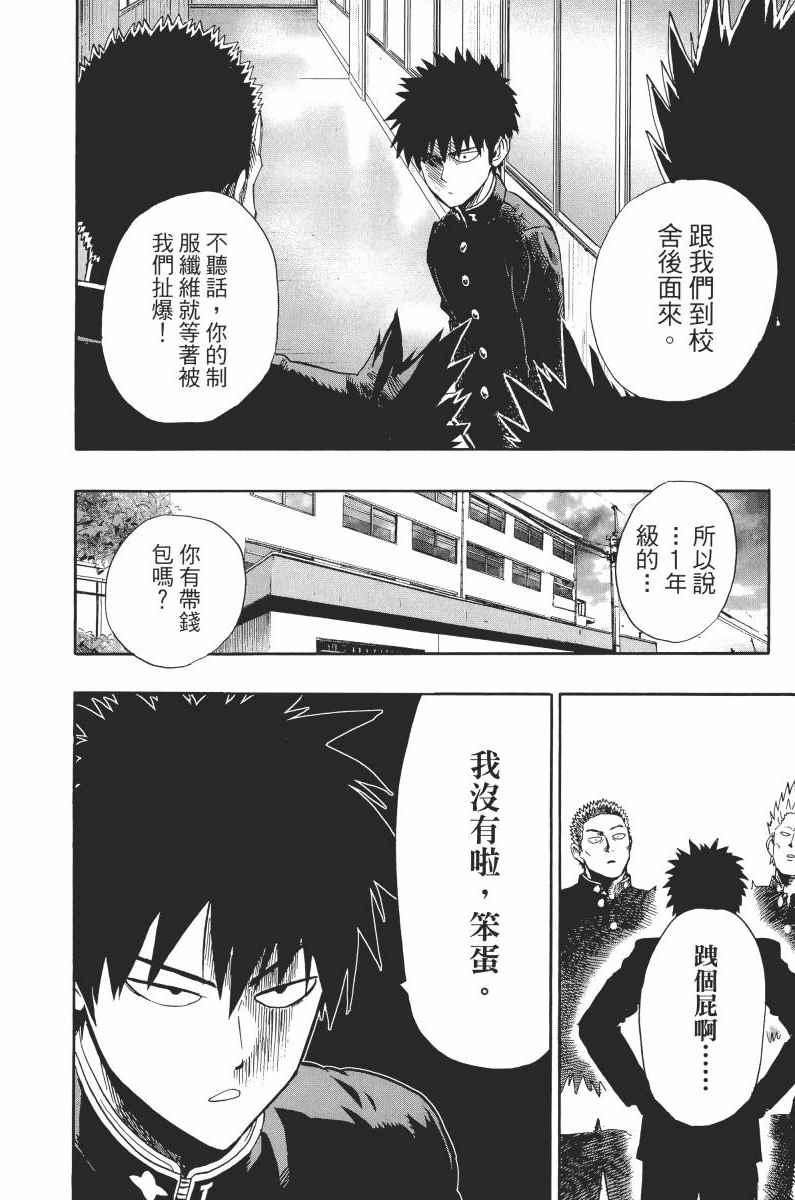 跟我們到校
舍後面來。
不聽話，你的制
服纖維就等著被
我們扯爆！
所以說
…1年
級的…
你有帶錢
包嗎？
跩個屁啊……
我沒有啦，笨蛋。